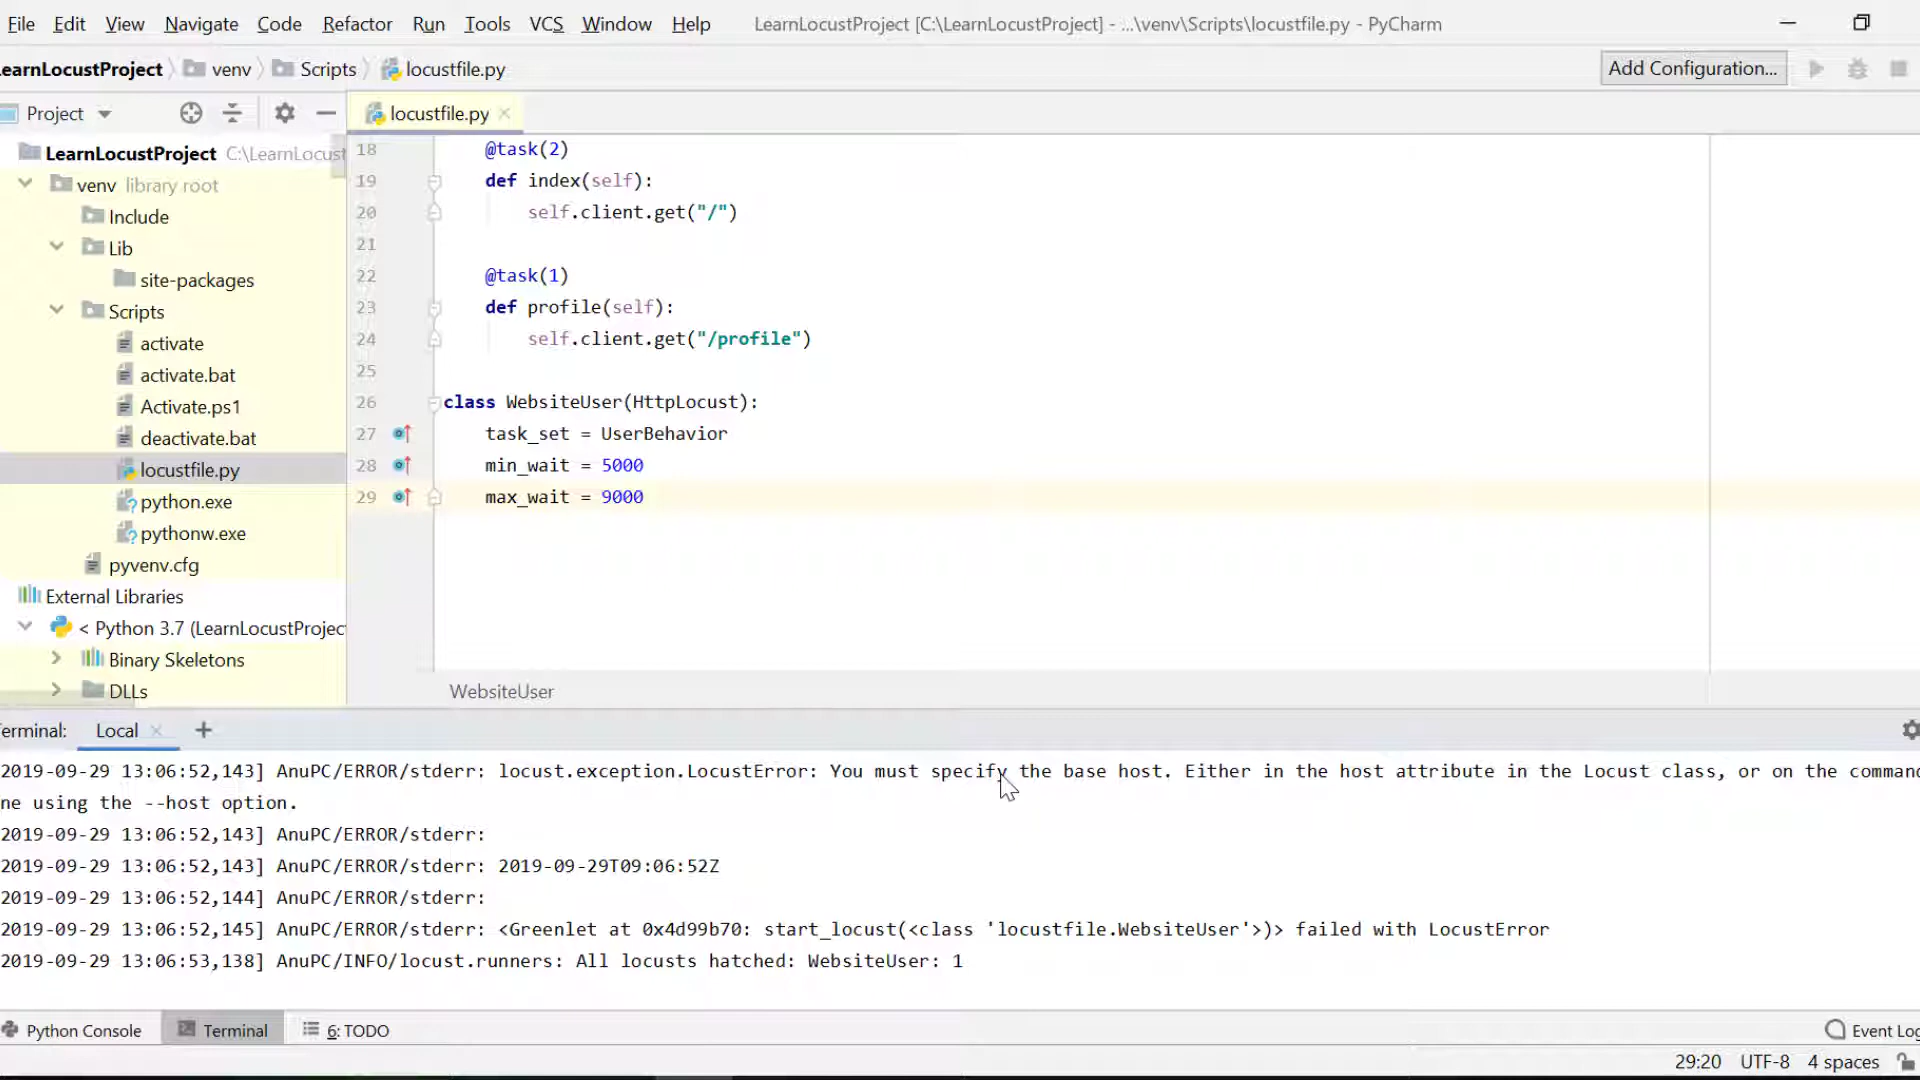 File Edit View Navigate Code Refactor Run Tools VCS Window Help LearnLocustProject [C:\LearnLocustProject] - ...\venv\Scripts\locustfile.py - PyCharm
earnLocustProject venv Scripts locustfile.py Add Configuration...
Project locustfile.py
LearnLocustProject C:\LearnLocust
venv library root
Include
Lib
site-packages
Scripts
activate
activate.bat
Activate.ps1
deactivate.bat
locustfile.py
python.exe
pythonw.exe
pyvenv.cfg
External Libraries
< Python 3.7 (LearnLocustProjec
Binary Skeletons
DLLs
18 @task(2)
19 def index(self):
20 self.client.get("/")
21
22 @task(1)
23 def profile(self):
24 self.client.get("/profile")
25
26 class WebsiteUser(HttpLocust):
27 task_set = UserBehavior
28 min_wait = 5000
29 max_wait = 9000
WebsiteUser
erminal: Local +
2019-09-29 13:06:52,143] AnuPC/ERROR/stderr: locust.exception.LocustError: You must specify the base host. Either in the host attribute in the Locust class, or on the command
ne using the --host option.
2019-09-29 13:06:52,143] AnuPC/ERROR/stderr:
2019-09-29 13:06:52,143] AnuPC/ERROR/stderr: 2019-09-29T09:06:52Z
2019-09-29 13:06:52,144] AnuPC/ERROR/stderr:
2019-09-29 13:06:52,145] AnuPC/ERROR/stderr: <Greenlet at 0x4d99b70: start_locust(<class 'locustfile.WebsiteUser'>)> failed with LocustError
2019-09-29 13:06:53,138] AnuPC/INFO/locust.runners: All locusts hatched: WebsiteUser: 1
Python Console Terminal 6: TODO Event Log
29:20 UTF-8 4 spaces